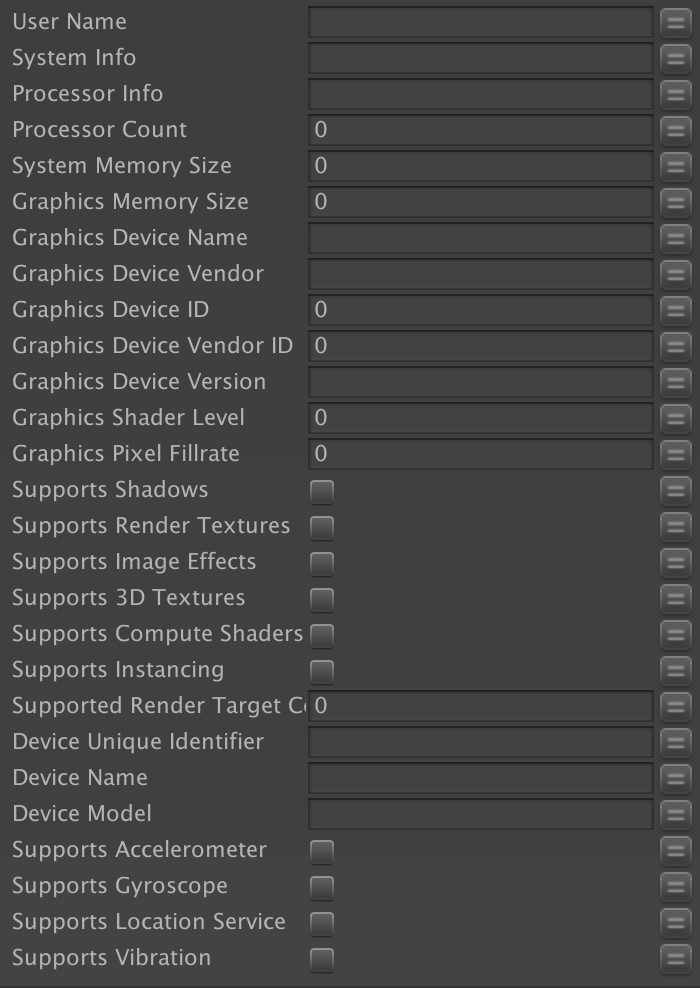 User Name
System Info
Processor Info
Processor Count 0
System Memory Size 0
Graphics Memory Size 0
Graphics Device Name
Graphics Device Vendor
Graphics Device ID 0
Graphics Device Vendor ID 0
Graphics Device Version
Graphics Shader Level 0
Graphics Pixel Fillrate 0
Supports Shadows
Supports Render Textures
Supports Image Effects
Supports 3D Textures
Supports Compute Shaders
Supports Instancing
Supported Render Target C 0
Device Unique Identifier
Device Name
Device Model
Supports Accelerometer
Supports Gyroscope
Supports Location Service
Supports Vibration